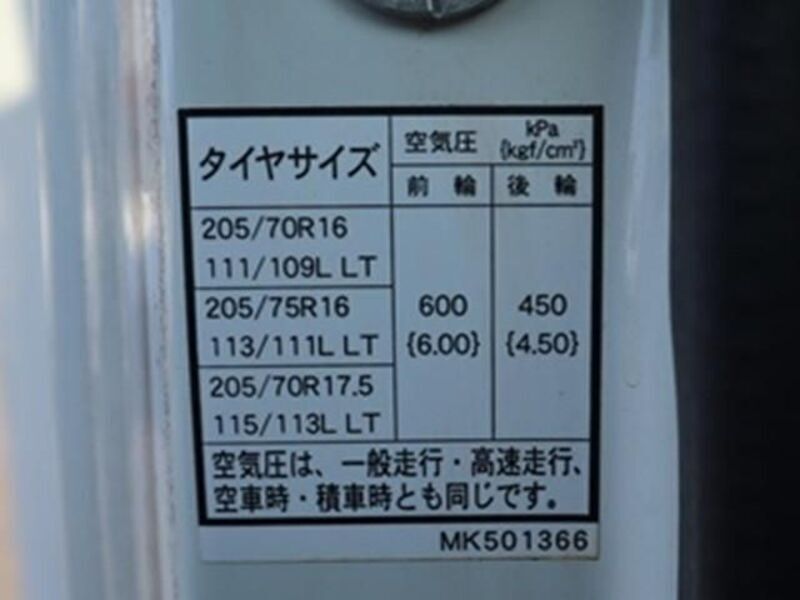 タイヤサイズ
空気圧 kPa
{kgf/cm²}
前輪 後輪
205/70R16
111/109L LT
205/75R16
113/111L LT
600 450
{6.00} {4.50}
205/70R17.5
115/113L LT
空気圧は、一般走行・高速走行、
空車時・積車時とも同じです。
MK501366